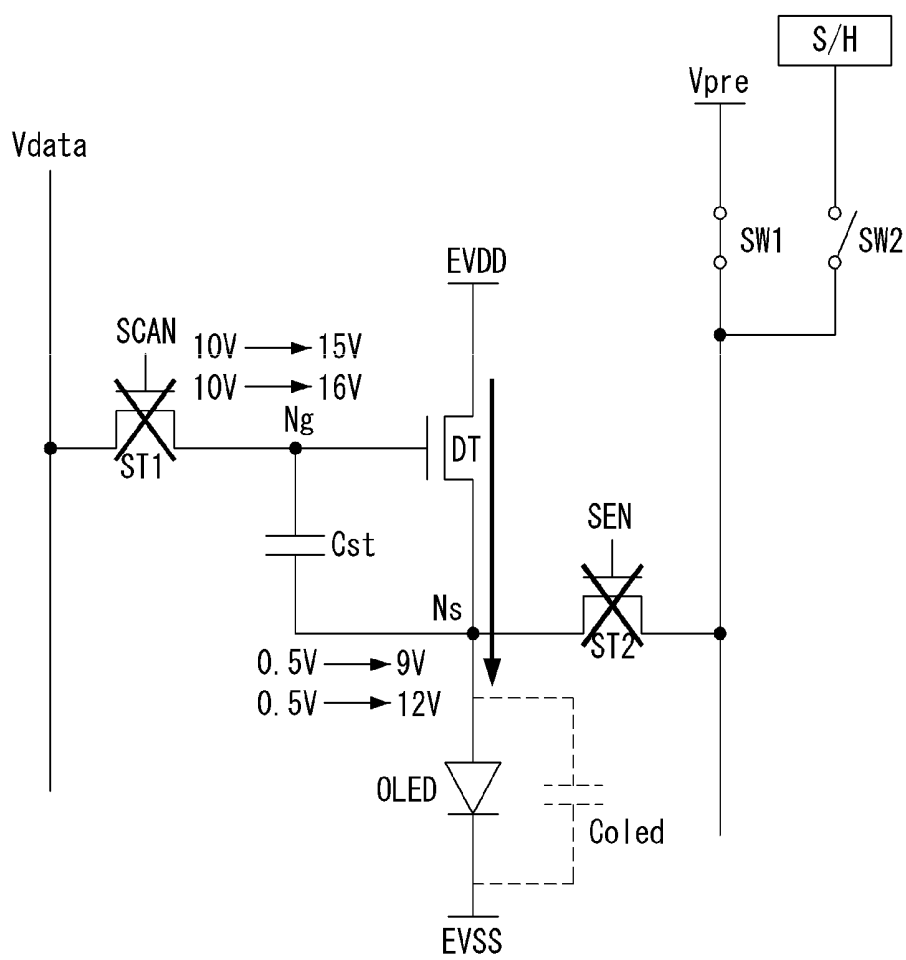 S/H
Vpre
Vdata
SW1
SW2
EVDD
SCAN
10V → 15V
10V → 16V
Ng
DT
ST1
SEN
Cst
Ns
ST2
0.5V → 9V
0.5V → 12V
OLED
Coled
EVSS